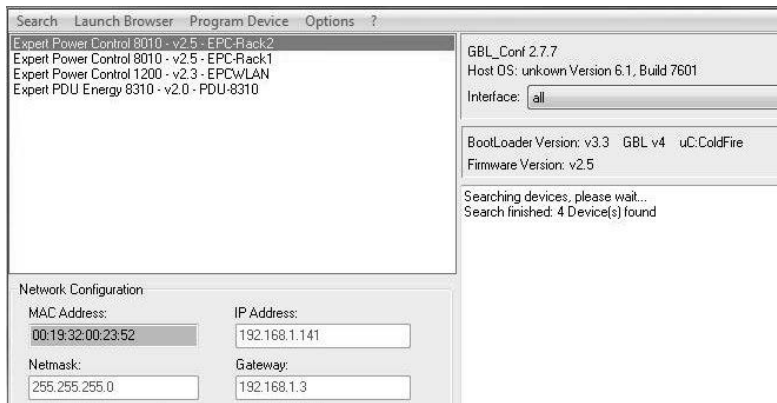 Search Launch Browser Program Device Options ?
Expert Power Control 8010 - v2.5 - EPC-Rack2
Expert Power Control 8010 - v2.5 - EPC-Rack1
Expert Power Control 1200 - v2.3 - EPCWLAN
Expert PDU Energy 8310 - v2.0 - PDU-8310
GBL_Conf 2.7.7
Host OS: unkown Version 6.1, Build 7601
Interface: all
BootLoader Version: v3.3 GBL v4 uC:ColdFire
Firmware Version: v2.5
Searching devices, please wait...
Search finished: 4 Device(s) found
Network Configuration
MAC Address: IP Address:
00:19:32:00:23:52 192.168.1.141
Netmask: Gateway:
255.255.255.0 192.168.1.3